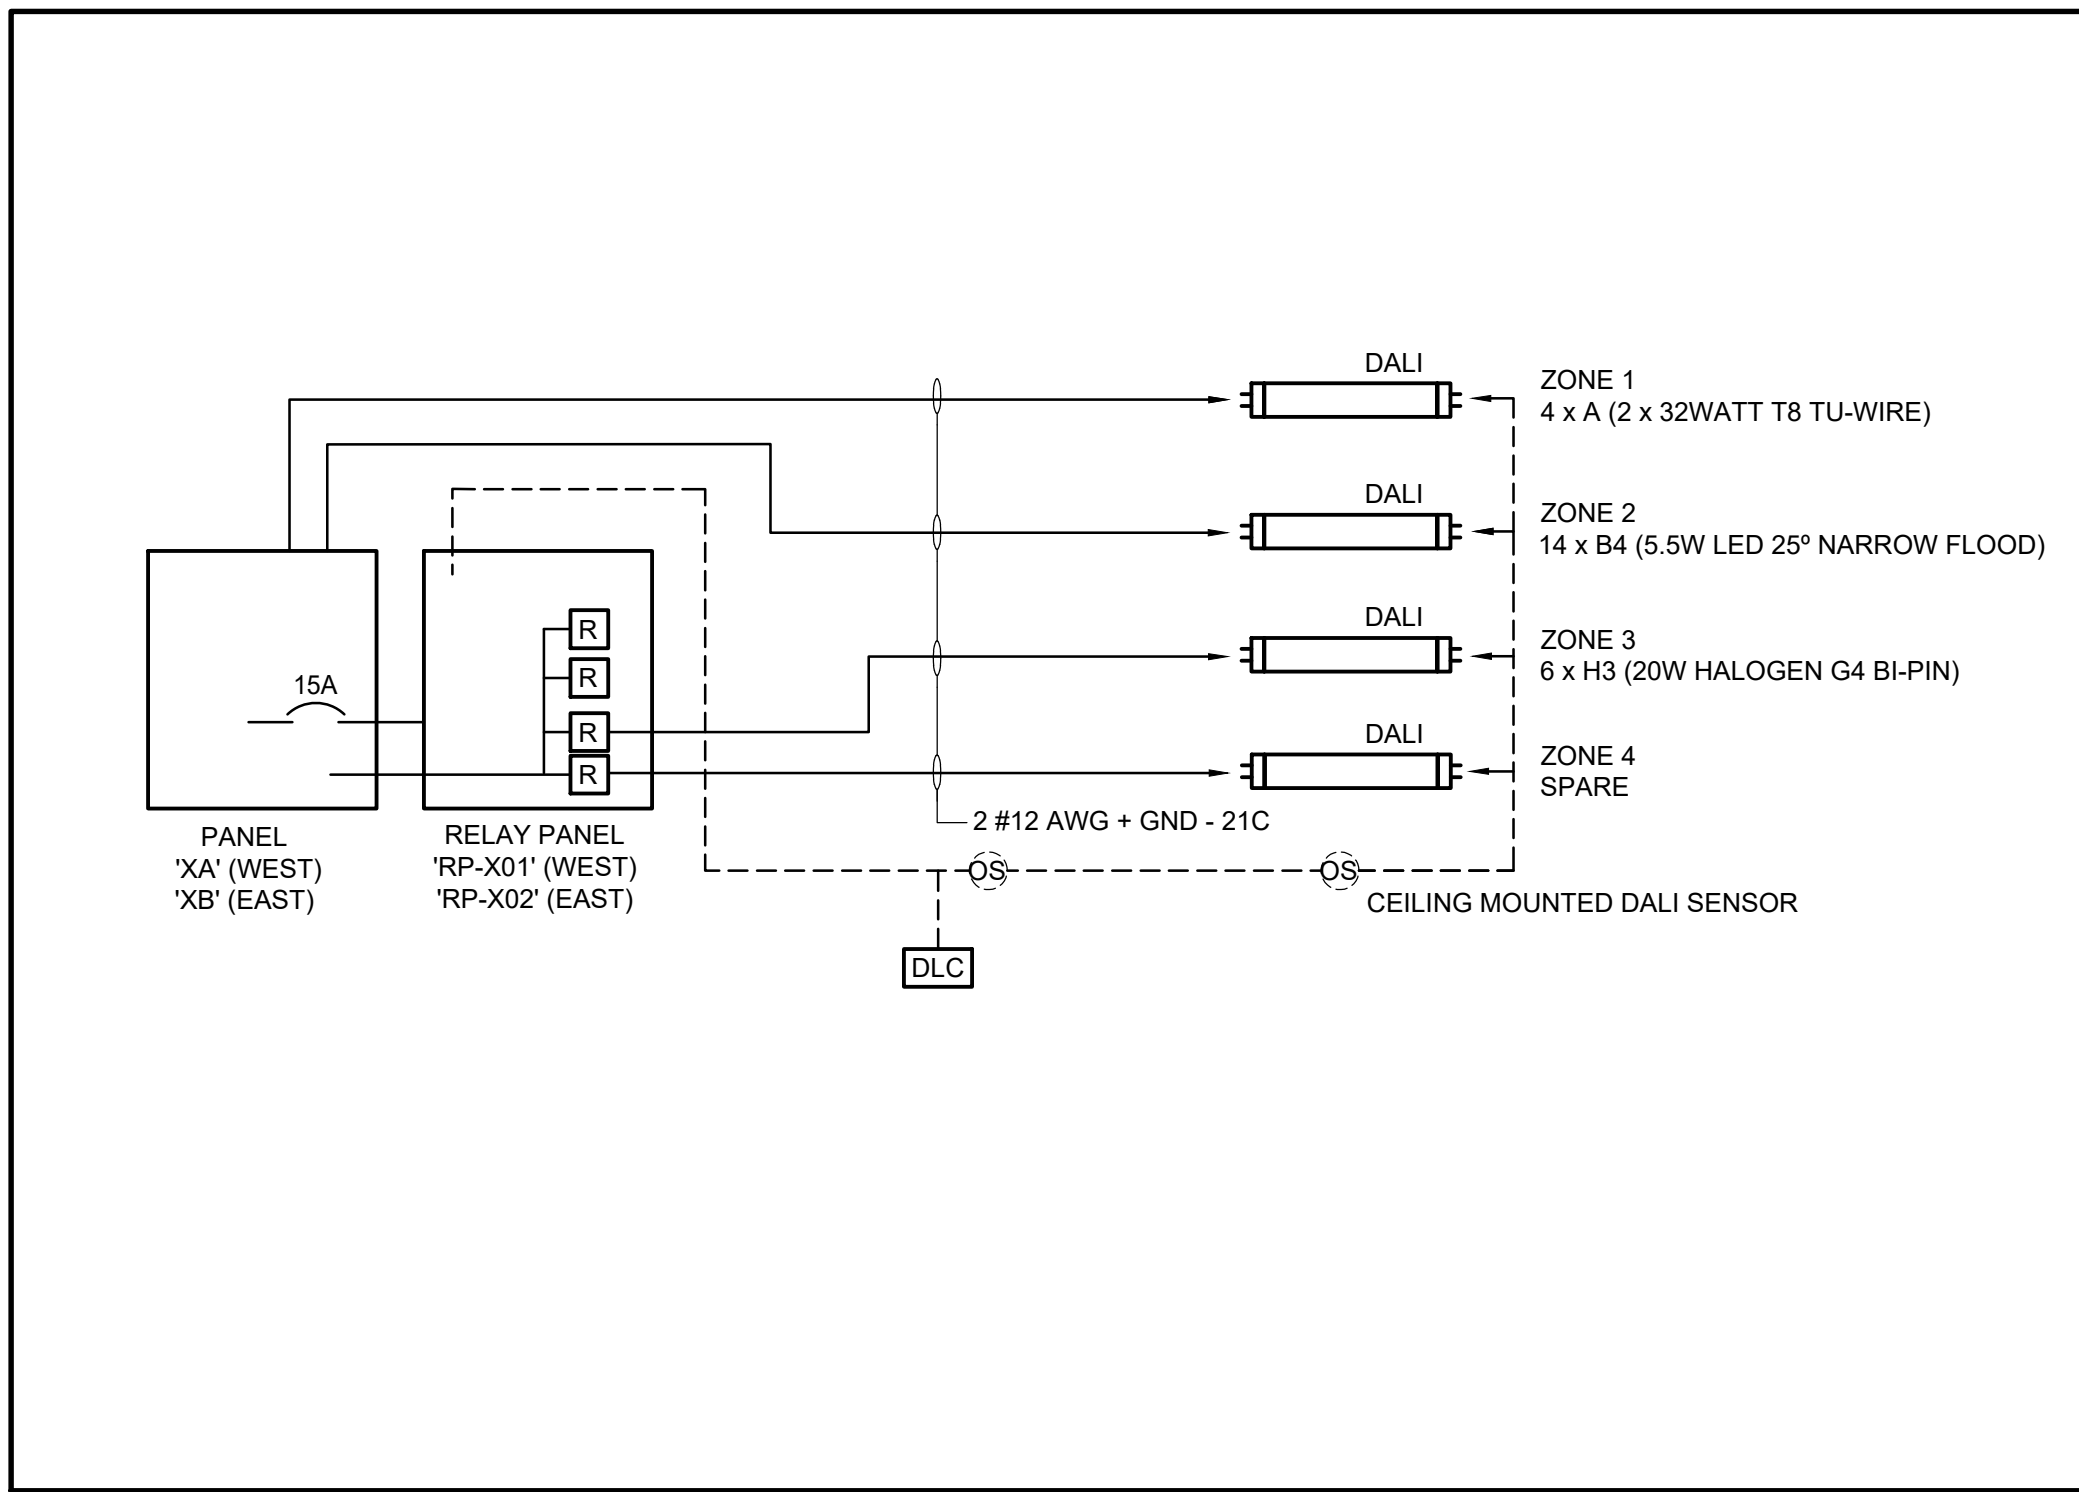 DALI
ZONE 1
4 x A (2 x 32WATT T8 TU-WIRE)
DALI
ZONE 2
14 x B4 (5.5W LED 25º NARROW FLOOD)
DALI
ZONE 3
6 x H3 (20W HALOGEN G4 BI-PIN)
DALI
ZONE 4
SPARE
15A
R
R
R
R
2 #12 AWG + GND - 21C
PANEL
'XA' (WEST)
'XB' (EAST)
RELAY PANEL
'RP-X01' (WEST)
'RP-X02' (EAST)
OS
OS
CEILING MOUNTED DALI SENSOR
DLC